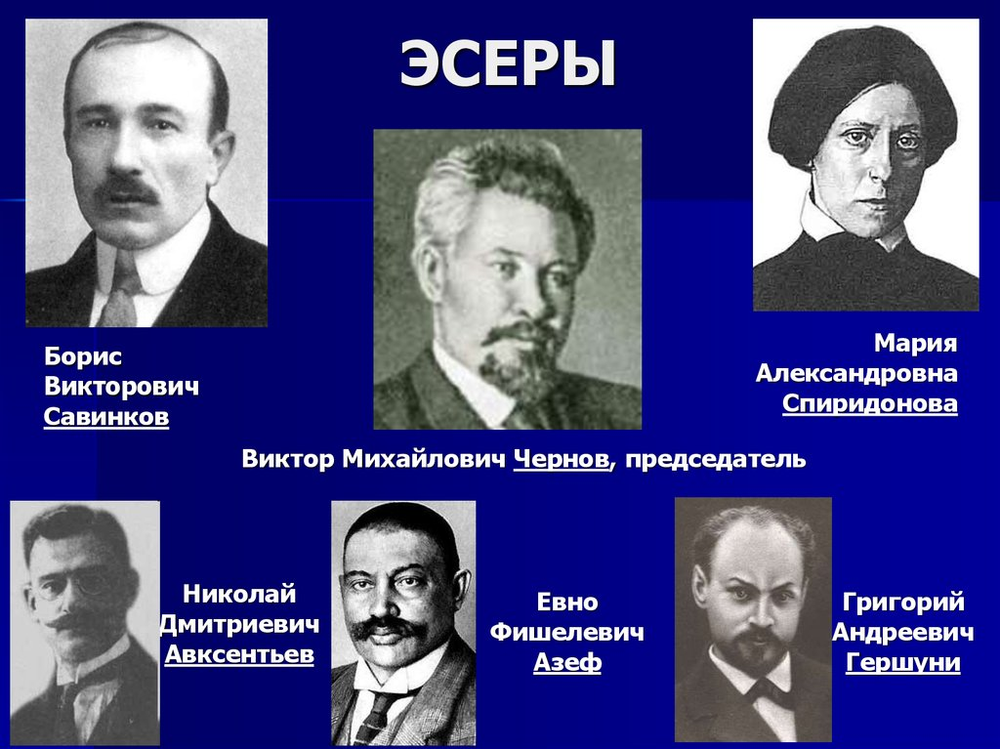 ЭСЕРЫ
Борис
Викторович
Савинков
Мария
Александровна
Спиридонова
Виктор Михайлович Чернов, председатель
Николай
Дмитриевич
Авксентьев
Евно
Фишелевич
Азеф
Григорий
Андреевич
Гершуни